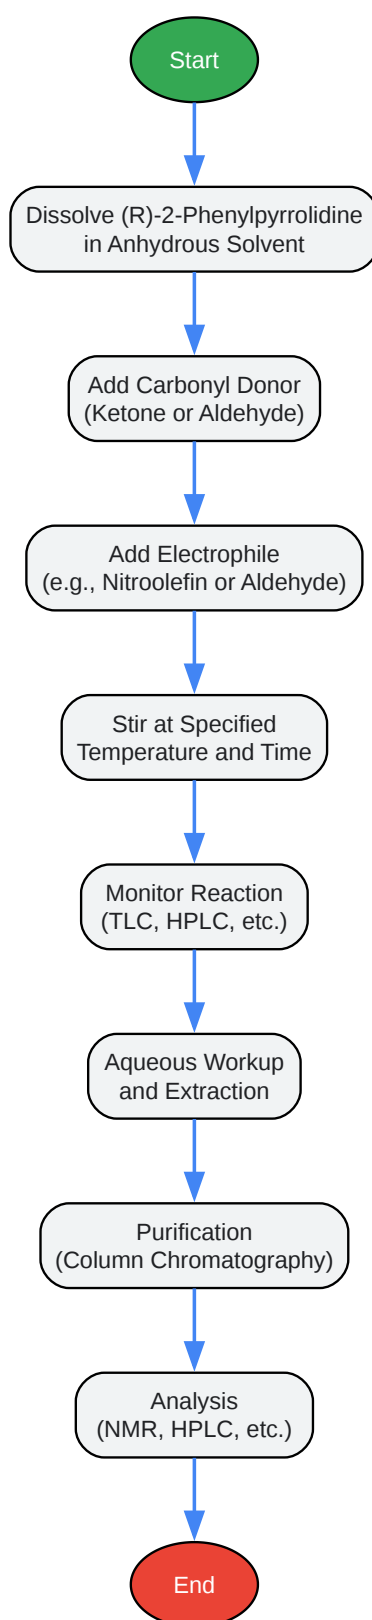 Start
Dissolve (R)-2-Phenylpyrrolidine
in Anhydrous Solvent
Add Carbonyl Donor
(Ketone or Aldehyde)
Add Electrophile
(e.g., Nitroolefin or Aldehyde)
Stir at Specified
Temperature and Time
Monitor Reaction
(TLC, HPLC, etc.)
Aqueous Workup
and Extraction
Purification
(Column Chromatography)
Analysis
(NMR, HPLC, etc.)
End